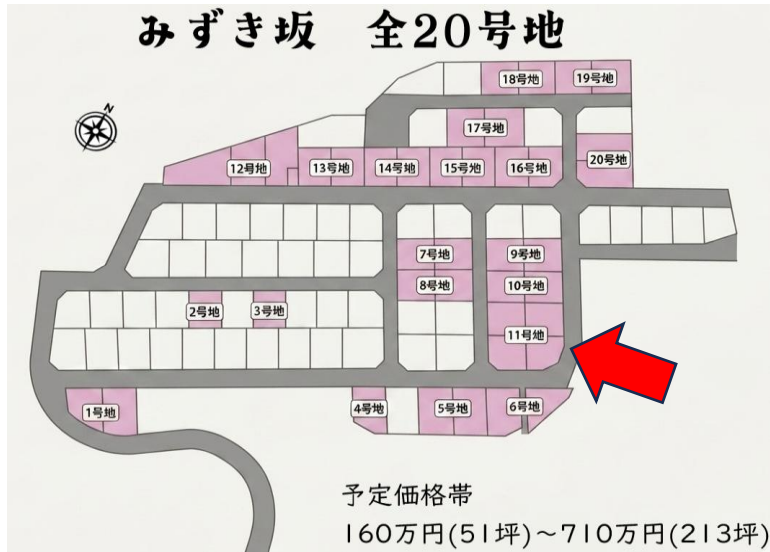 みずき坂 全20号地
18号地
19号地
N
17号地
12号地
13号地
14号地
15号地
16号地
20号地
7号地
9号地
8号地
10号地
2号地
3号地
11号地
1号地
4号地
5号地
6号地
予定価格帯
160万円(51坪)~710万円(213坪)